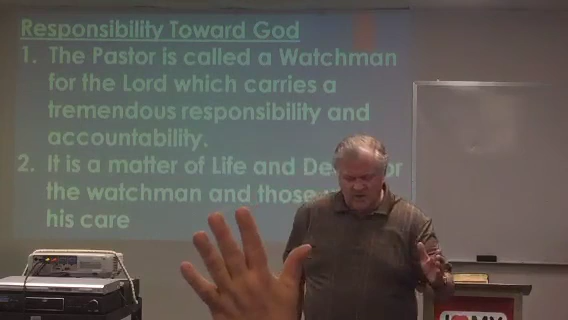 Responsibility Toward God
1. The Pastor is called a Watchman
for the Lord which carries a
tremendous responsibility and
accountability.
2. It is a matter of Life and
the watchman and those
his care
I MY